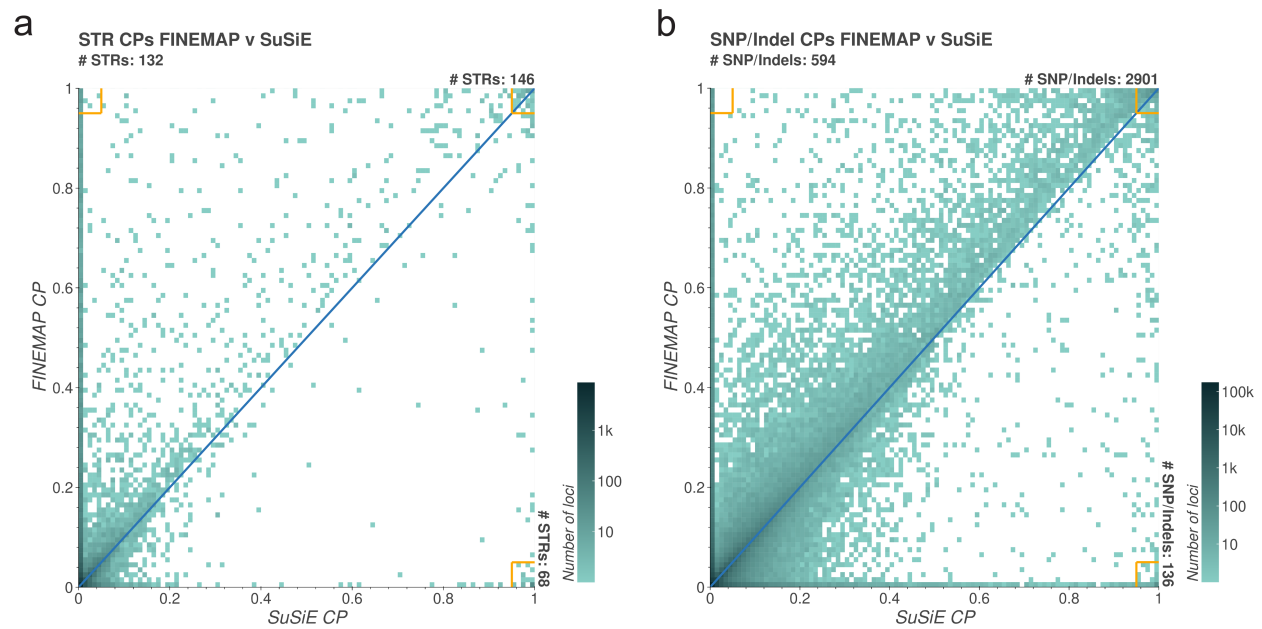 a
STR CPs FINEMAP v SuSiE
# STRs: 132
# STRs: 146
1
0.8
0.6
0.4
0.2
0
FINEMAP CP
0
0.2
0.4
0.6
0.8
1
SuSiE CP
# STRs: 68
Number of loci
1k
100
10
b
SNP/Indel CPs FINEMAP v SuSiE
# SNP/Indels: 594
# SNP/Indels: 2901
1
0.8
0.6
0.4
0.2
0
FINEMAP CP
0
0.2
0.4
0.6
0.8
1
SuSiE CP
# SNP/Indels: 136
Number of loci
100k
10k
1k
100
10